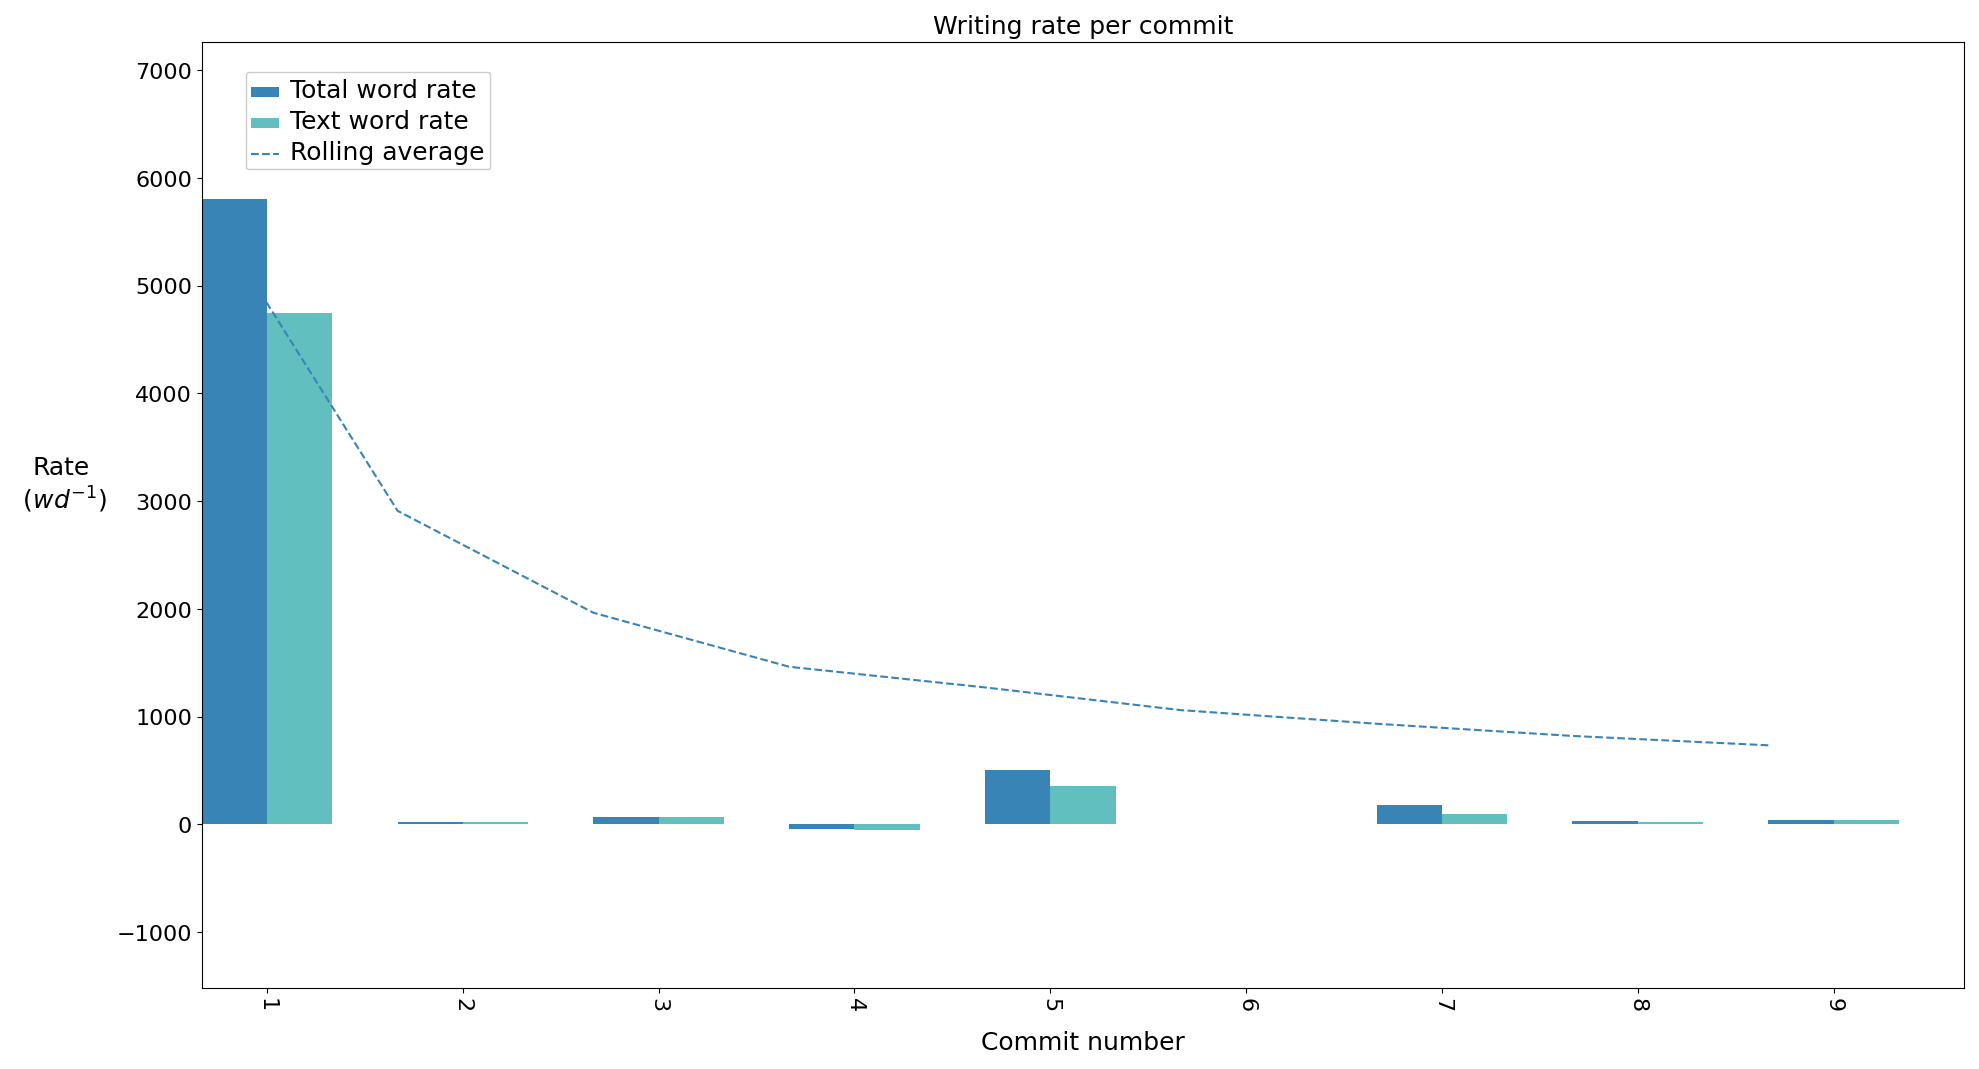 Writing rate per commit
7000
6000
5000
4000
3000
2000
1000
0
−1000
Total word rate
Text word rate
Rolling average
Rate
(wd⁻¹)
1 2 3 4 5 6 7 8 9
Commit number